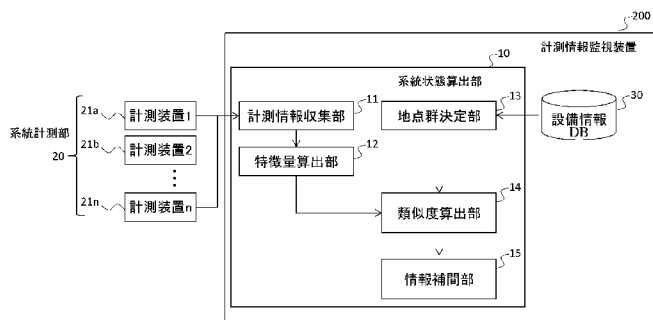 200
計測情報監視装置
10
系統状態算出部
系統計測部
20
21a
計測装置1
21b
計測装置2
21n
計測装置n
11
計測情報収集部
12
特徴量算出部
13
地点群決定部
30
設備情報
DB
14
類似度算出部
15
情報補間部